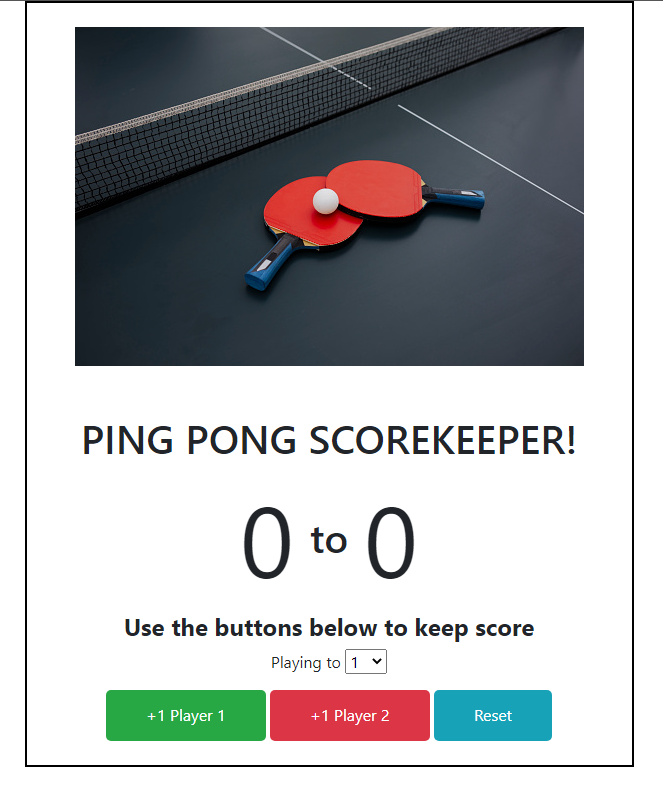 PING PONG SCOREKEEPER!
0 to 0
Use the buttons below to keep score
Playing to 1
+1 Player 1 +1 Player 2 Reset